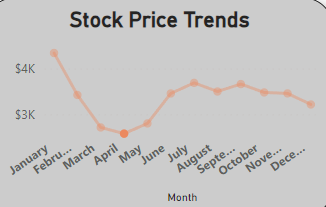 Stock Price Trends
$4K
$3K
January
Febru...
March
April
May
June
July
August
Septe...
October
Nove...
Dece...
Month